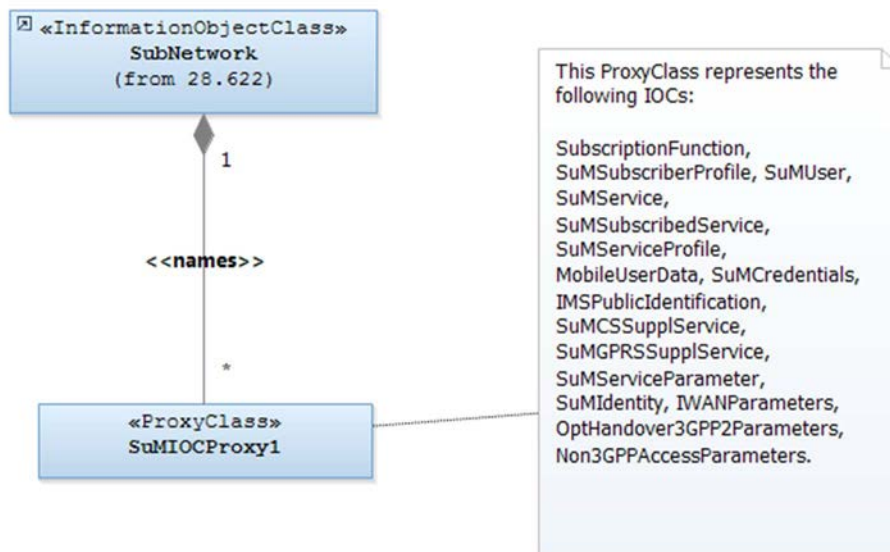 «InformationObjectClass»
SubNetwork
(from 28.622)
1
<<names>>
*
«ProxyClass»
SuMIOCProxy1
This ProxyClass represents the
following IOCs:
SubscriptionFunction,
SuMSubscriberProfile, SuMUser,
SuMService,
SuMSubscribedService,
SuMServiceProfile,
MobileUserData, SuMCredentials,
IMSPublicIdentification,
SuMCSSupplService,
SuMGPRSSupplService,
SuMServiceParameter,
SuMIdentity, IWANParameters,
OptHandover3GPP2Parameters,
Non3GPPAccessParameters.